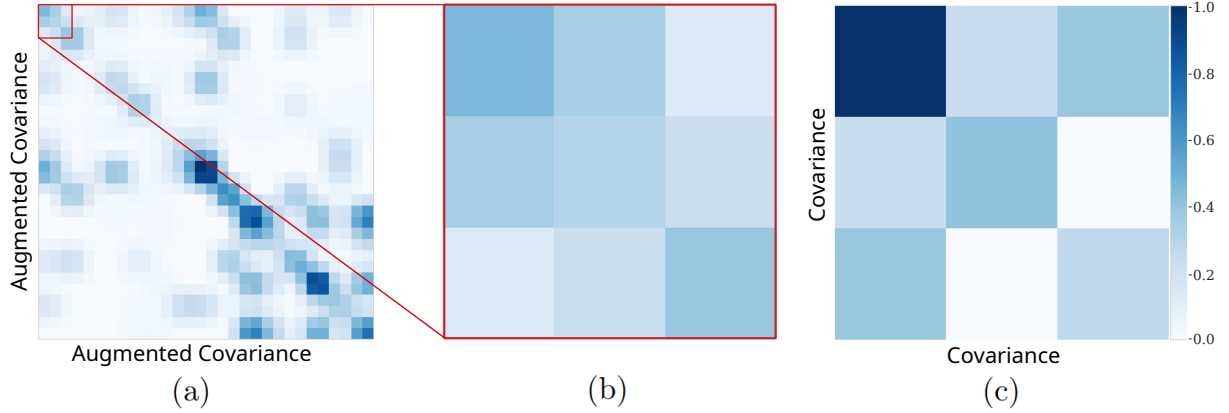 Augmented Covariance
Augmented Covariance
(a)
(b)
Covariance
Covariance
(c)
-1.0
-0.8
-0.6
-0.4
-0.2
-0.0